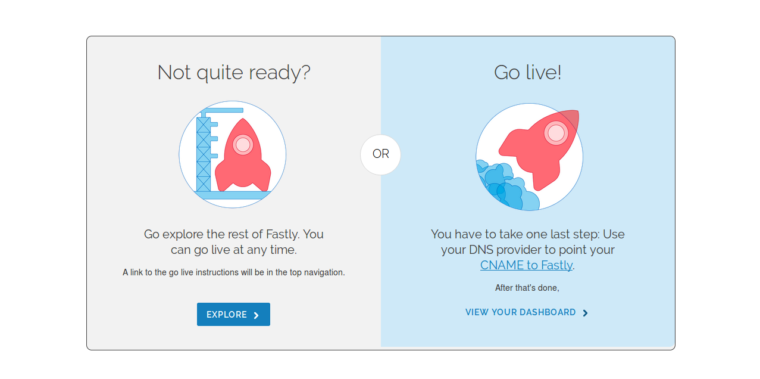 Not quite ready?
Go explore the rest of Fastly. You
can go live at any time.
A link to the go live instructions will be in the top navigation.
EXPLORE
OR
Go live!
You have to take one last step: Use
your DNS provider to point your
CNAME to Fastly.
After that's done,
VIEW YOUR DASHBOARD